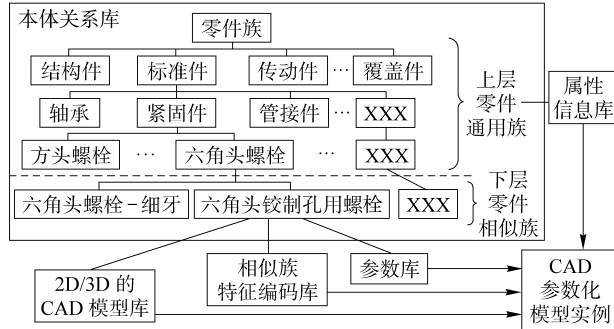 本体关系库
零件族
结构件 标准件 传动件 … 覆盖件
轴承 紧固件 管接件 … XXX
方头螺栓 … 六角头螺栓 … XXX
六角头螺栓-细牙 六角头铰制孔用螺栓 XXX
上层
零件
通用族
下层
零件
相似族
属性
信息库
2D/3D 的
CAD 模型库
相似族
特征编码库
参数库
CAD
参数化
模型实例